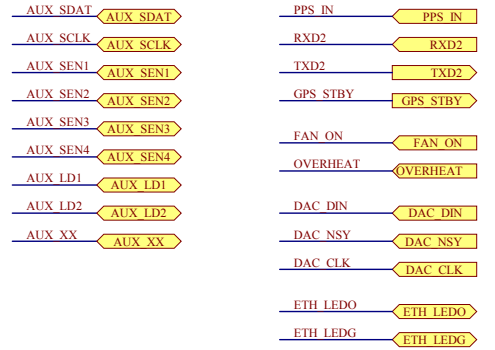 AUX_SDAT AUX_SDAT
AUX_SCLK AUX_SCLK
AUX_SEN1 AUX_SEN1
AUX_SEN2 AUX_SEN2
AUX_SEN3 AUX_SEN3
AUX_SEN4 AUX_SEN4
AUX_LD1 AUX_LD1
AUX_LD2 AUX_LD2
AUX_XX AUX_XX
PPS_IN PPS_IN
RXD2 RXD2
TXD2 TXD2
GPS_STBY GPS_STBY
FAN_ON FAN_ON
OVERHEAT OVERHEAT
DAC_DIN DAC_DIN
DAC_NSY DAC_NSY
DAC_CLK DAC_CLK
ETH_LEDO ETH_LEDO
ETH_LEDG ETH_LEDG